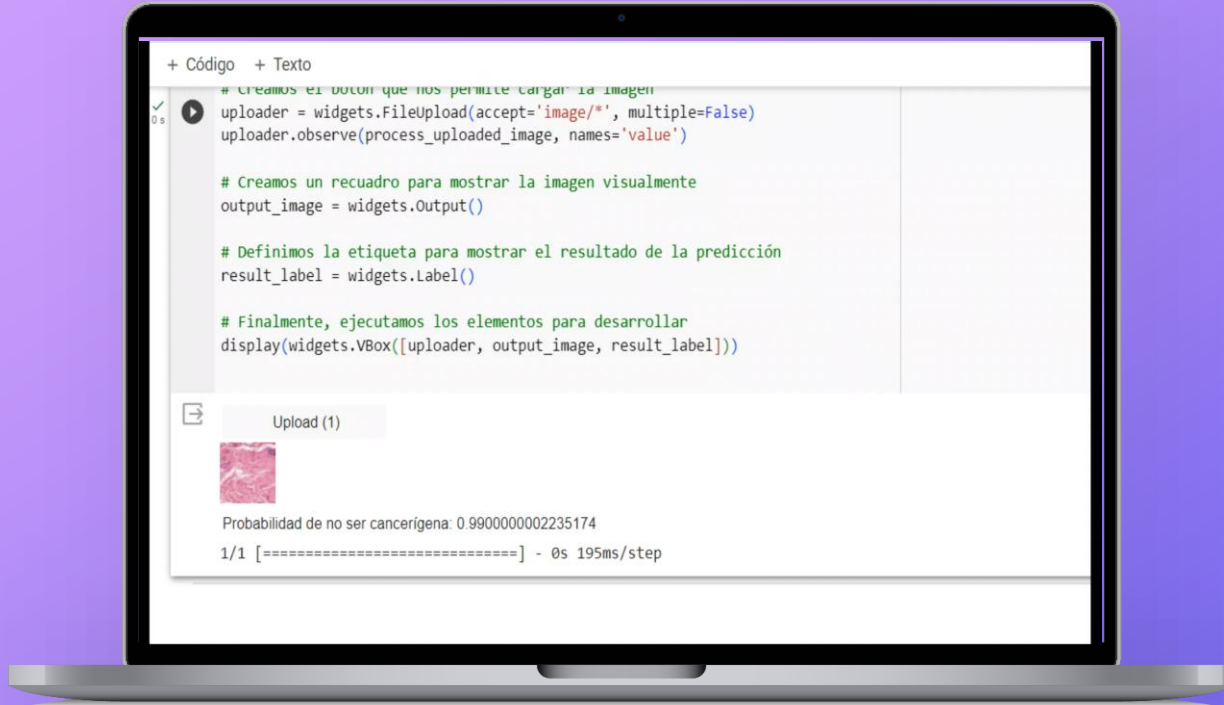 + Código + Texto
# Creamos el botón que nos permite cargar la imagen
0 s
uploader = widgets.FileUpload(accept='image/*', multiple=False)
uploader.observe(process_uploaded_image, names='value')
# Creamos un recuadro para mostrar la imagen visualmente
output_image = widgets.Output()
# Definimos la etiqueta para mostrar el resultado de la predicción
result_label = widgets.Label()
# Finalmente, ejecutamos los elementos para desarrollar
display(widgets.VBox([uploader, output_image, result_label]))
Upload (1)
Probabilidad de no ser cancerígena: 0.9900000002235174
1/1 [==============================] - 0s 195ms/step